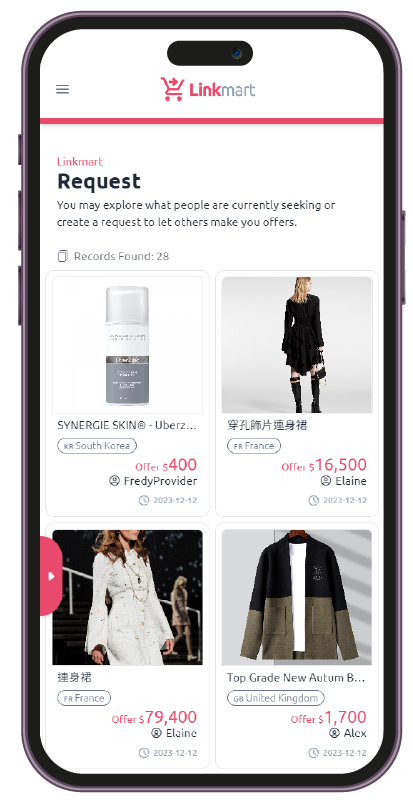 Linkmart
Linkmart
Request
You may explore what people are currently seeking or
create a request to let others make you offers.
Records Found: 28
SYNERGIE SKIN® - Uberz...
KR South Korea
Offer $400
FredyProvider
2023-12-12
穿孔飾片連身裙
FR France
Offer $16,500
Elaine
2023-12-12
連身裙
FR France
Offer $79,400
Elaine
2023-12-12
Top Grade New Autum B...
GB United Kingdom
Offer $1,700
Alex
2023-12-12